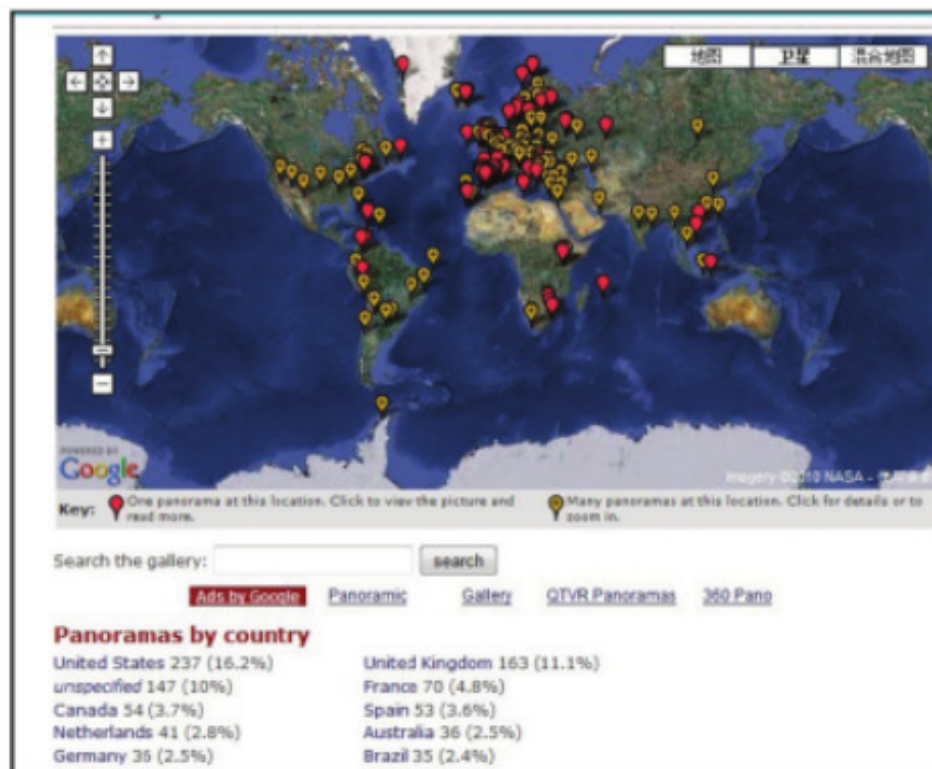 地图 卫星 混合地图
POWERED BY
Google
Imagery ©2010 NASA -
Key: One panorama at this location. Click to view the picture and read more.
Many panoramas at this location. Click for details or to zoom in.
Search the gallery: search
Ads by Google Panoramic Gallery QTVR Panoramas 360 Pano
Panoramas by country
United States 237 (16.2%) United Kingdom 163 (11.1%)
unspecified 147 (10%) France 70 (4.8%)
Canada 54 (3.7%) Spain 53 (3.6%)
Netherlands 41 (2.8%) Australia 36 (2.5%)
Germany 36 (2.5%) Brazil 35 (2.4%)